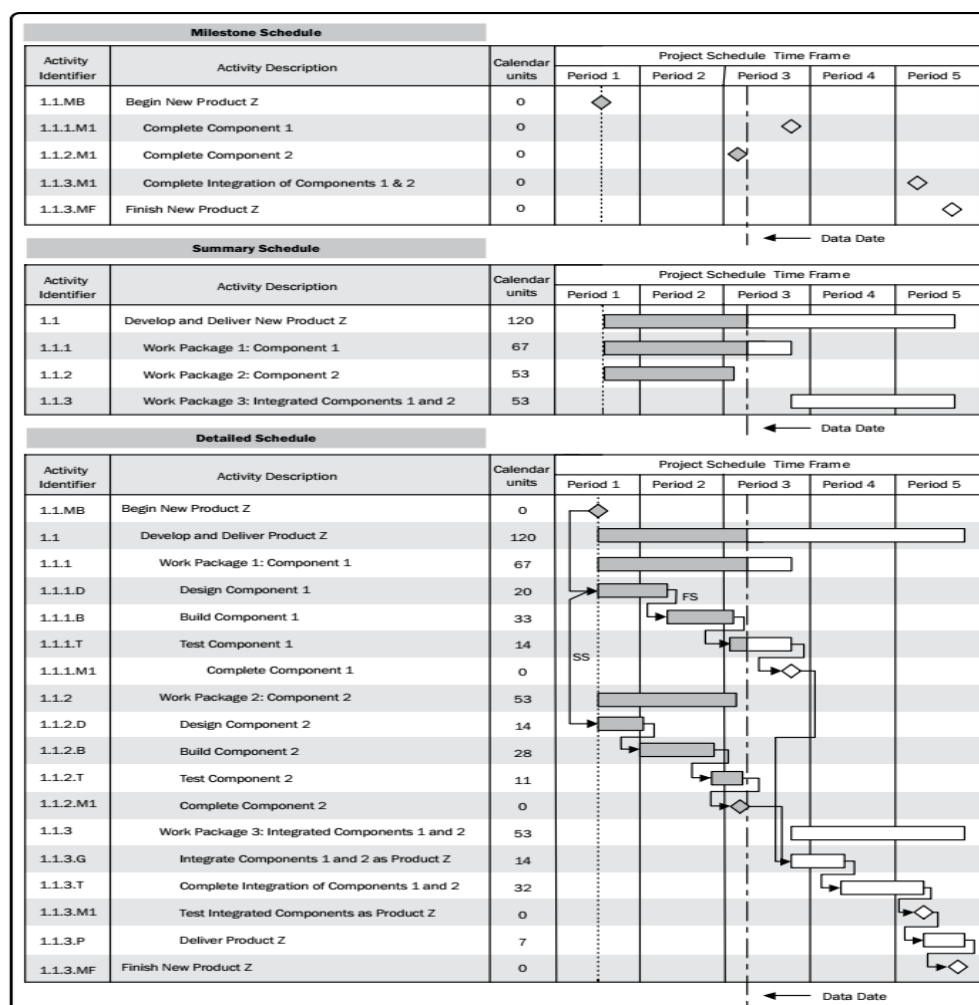 Milestone Schedule
Activity Identifier Activity Description Calendar units Project Schedule Time Frame
Period 1 Period 2 Period 3 Period 4 Period 5
1.1.MB Begin New Product Z 0
1.1.1.M1 Complete Component 1 0
1.1.2.M1 Complete Component 2 0
1.1.3.M1 Complete Integration of Components 1 & 2 0
1.1.3.MF Finish New Product Z 0
Data Date
Summary Schedule
Activity Identifier Activity Description Calendar units Project Schedule Time Frame
Period 1 Period 2 Period 3 Period 4 Period 5
1.1 Develop and Deliver New Product Z 120
1.1.1 Work Package 1: Component 1 67
1.1.2 Work Package 2: Component 2 53
1.1.3 Work Package 3: Integrated Components 1 and 2 53
Data Date
Detailed Schedule
Activity Identifier Activity Description Calendar units Project Schedule Time Frame
Period 1 Period 2 Period 3 Period 4 Period 5
1.1.MB Begin New Product Z 0
1.1 Develop and Deliver Product Z 120
1.1.1 Work Package 1: Component 1 67
1.1.1.D Design Component 1 20 FS
1.1.1.B Build Component 1 33
1.1.1.T Test Component 1 14 SS
1.1.1.M1 Complete Component 1 0
1.1.2 Work Package 2: Component 2 53
1.1.2.D Design Component 2 14
1.1.2.B Build Component 2 28
1.1.2.T Test Component 2 11
1.1.2.M1 Complete Component 2 0
1.1.3 Work Package 3: Integrated Components 1 and 2 53
1.1.3.G Integrate Components 1 and 2 as Product Z 14
1.1.3.T Complete Integration of Components 1 and 2 32
1.1.3.M1 Test Integrated Components as Product Z 0
1.1.3.P Deliver Product Z 7
1.1.3.MF Finish New Product Z 0
Data Date